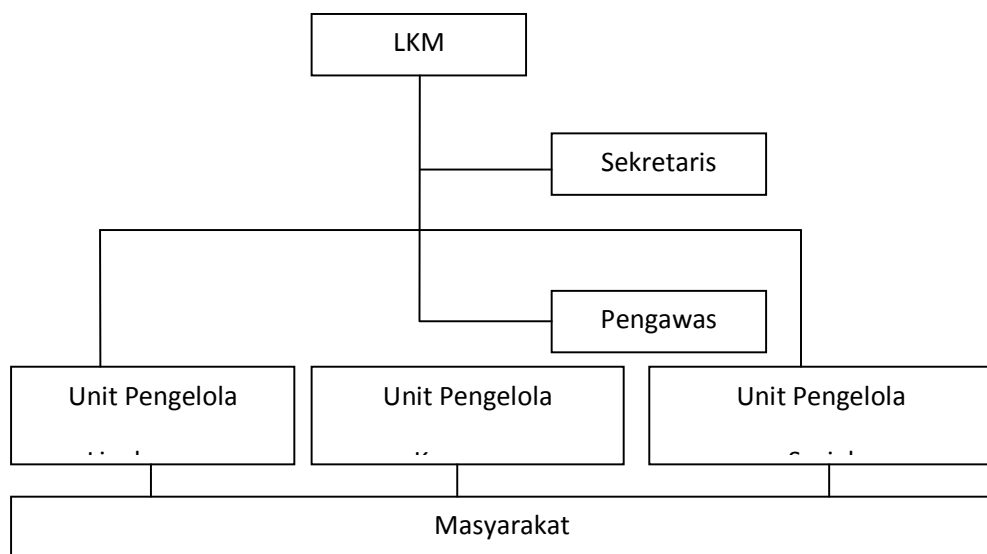 LKM
Sekretaris
Pengawas
Unit Pengelola
Unit Pengelola
Unit Pengelola
Masyarakat